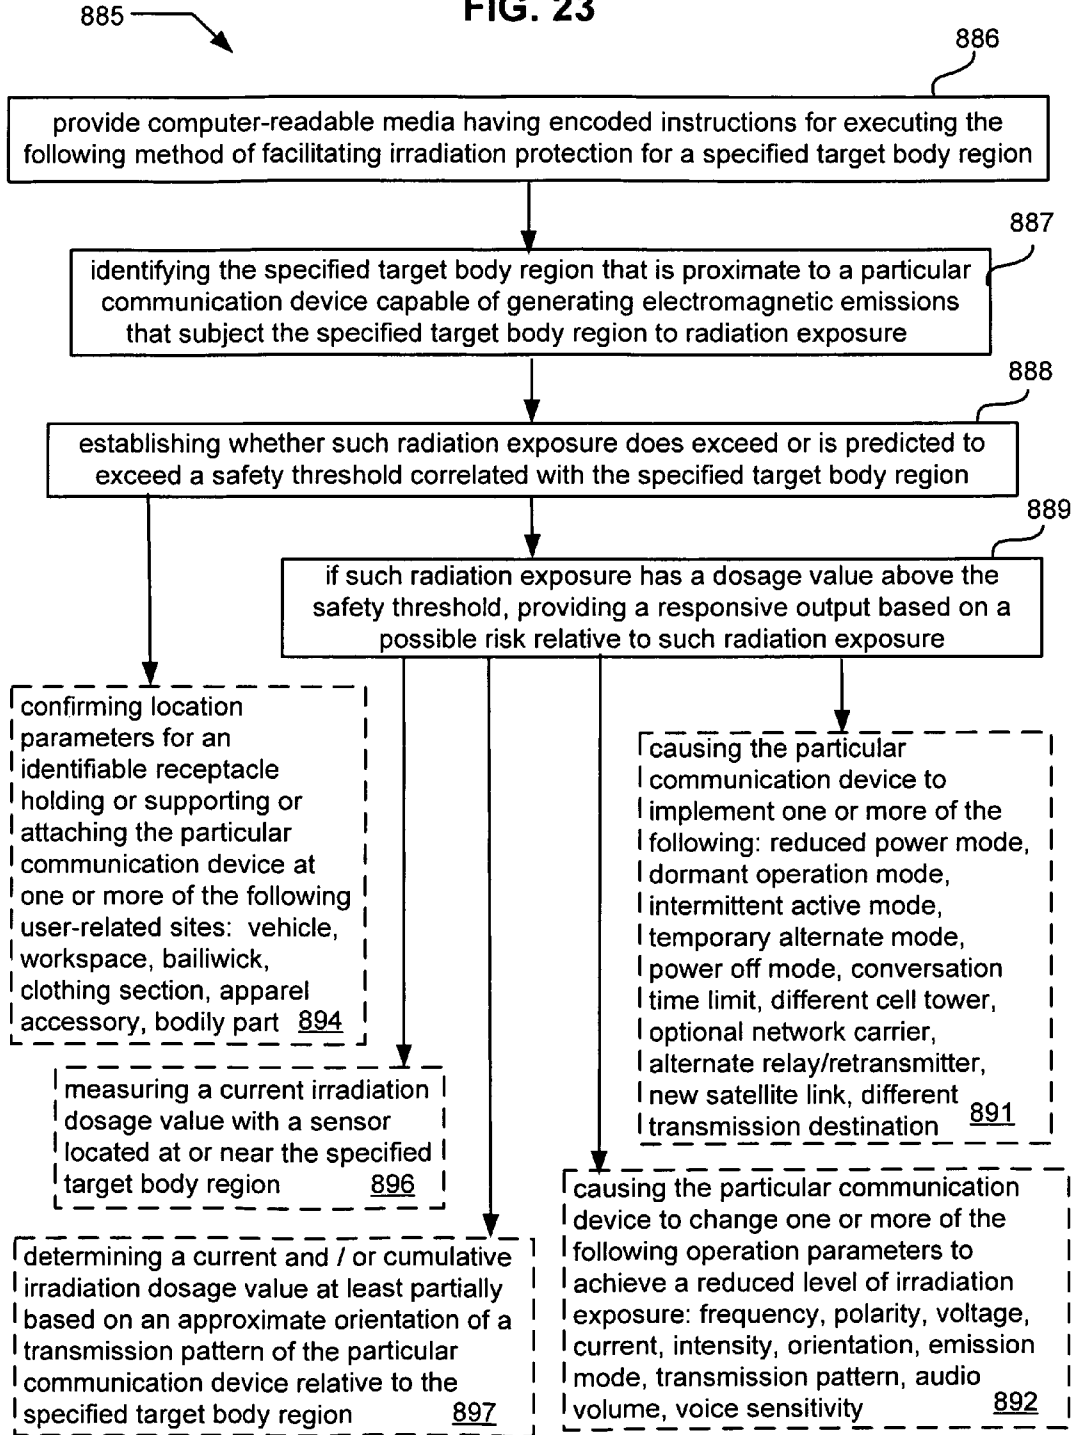 FIG. 23
885
886
provide computer-readable media having encoded instructions for executing the
following method of facilitating irradiation protection for a specified target body region
887
identifying the specified target body region that is proximate to a particular
communication device capable of generating electromagnetic emissions
that subject the specified target body region to radiation exposure
888
establishing whether such radiation exposure does exceed or is predicted to
exceed a safety threshold correlated with the specified target body region
889
if such radiation exposure has a dosage value above the
safety threshold, providing a responsive output based on a
possible risk relative to such radiation exposure
confirming location
parameters for an
identifiable receptacle
holding or supporting or
attaching the particular
communication device at
one or more of the following
user-related sites: vehicle,
workspace, bailiwick,
clothing section, apparel
accessory, bodily part 894
causing the particular
communication device to
implement one or more of the
following: reduced power mode,
dormant operation mode,
intermittent active mode,
temporary alternate mode,
power off mode, conversation
time limit, different cell tower,
optional network carrier,
alternate relay/retransmitter,
new satellite link, different
transmission destination 891
measuring a current irradiation
dosage value with a sensor
located at or near the specified
target body region 896
causing the particular communication
device to change one or more of the
following operation parameters to
achieve a reduced level of irradiation
exposure: frequency, polarity, voltage,
current, intensity, orientation, emission
mode, transmission pattern, audio
volume, voice sensitivity 892
determining a current and / or cumulative
irradiation dosage value at least partially
based on an approximate orientation of a
transmission pattern of the particular
communication device relative to the
specified target body region 897